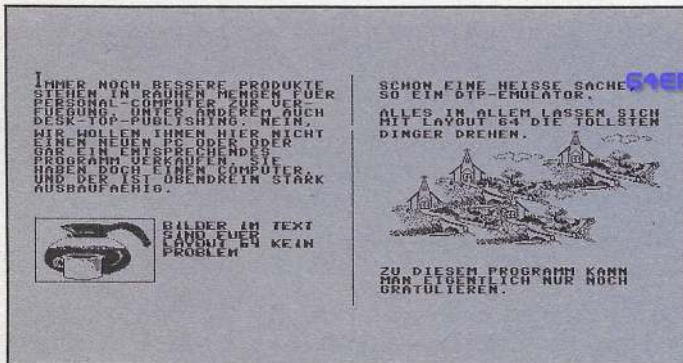 IMMER NOCH BESSERE PRODUKTE
STEHEN IN RAUHEN MENGEN FUER
PERSONAL-COMPUTER ZUR VER-
FUEGUNG. UNTER ANDEREM AUCH
DESK-TOP-PUBLISHING. NEIN,
WIR WOLLEN IHNEN HIER NICHT
EINEN NEUEN PC ODER ODER
GAR EIN ENTSPRECHENDES
PROGRAMM VERKAUFEN. SIE
HABEN DOCH EINEN COMPUTER,
UND DER IST OBENDREIN STARK
AUSBAUFAEHIG.
BILDER IM TEXT
SIND FUER
LAYOUT 64 KEIN
PROBLEM
SCHON EINE HEISSE SACHE,
SO EIN DTP-EMULATOR.
ALLES IN ALLEM LASSEN SICH
MIT LAYOUT 64 DIE TOLLSTEN
DINGER DREHEN.
ZU DIESEM PROGRAMM KANN
MAN EIGENTLICH NUR NOCH
GRATULIEREN.
64ER